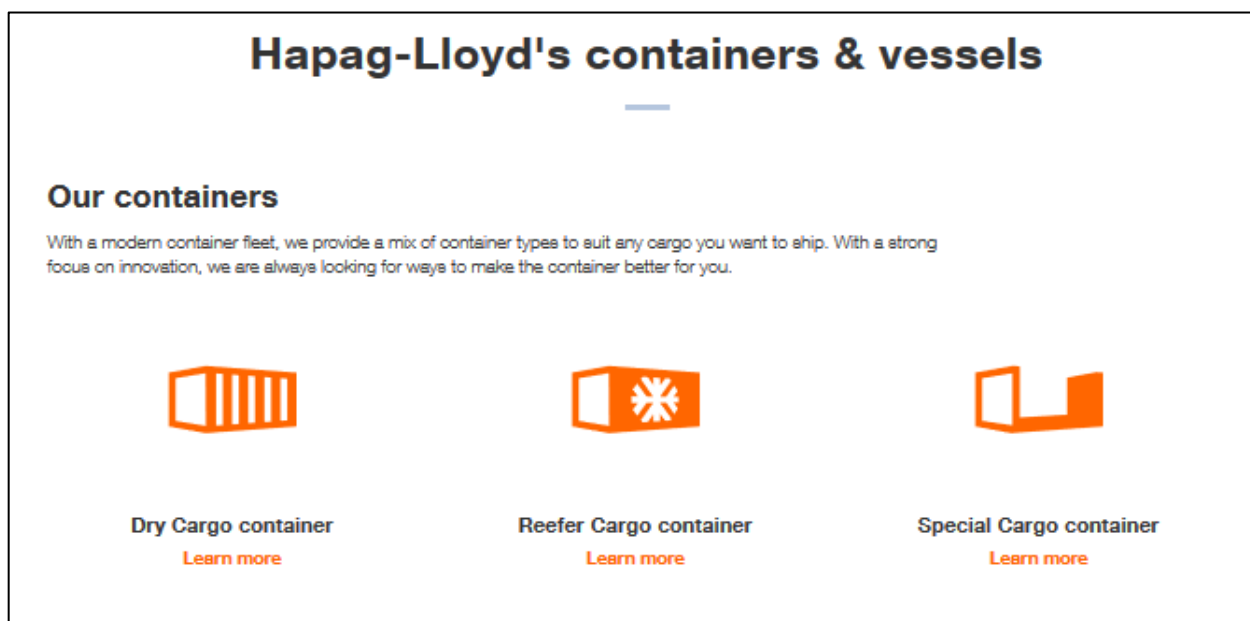 Hapag-Lloyd's containers & vessels
Our containers
With a modern container fleet, we provide a mix of container types to suit any cargo you want to ship. With a strong
focus on innovation, we are always looking for ways to make the container better for you.
Dry Cargo container
Reefer Cargo container
Special Cargo container
Learn more
Learn more
Learn more